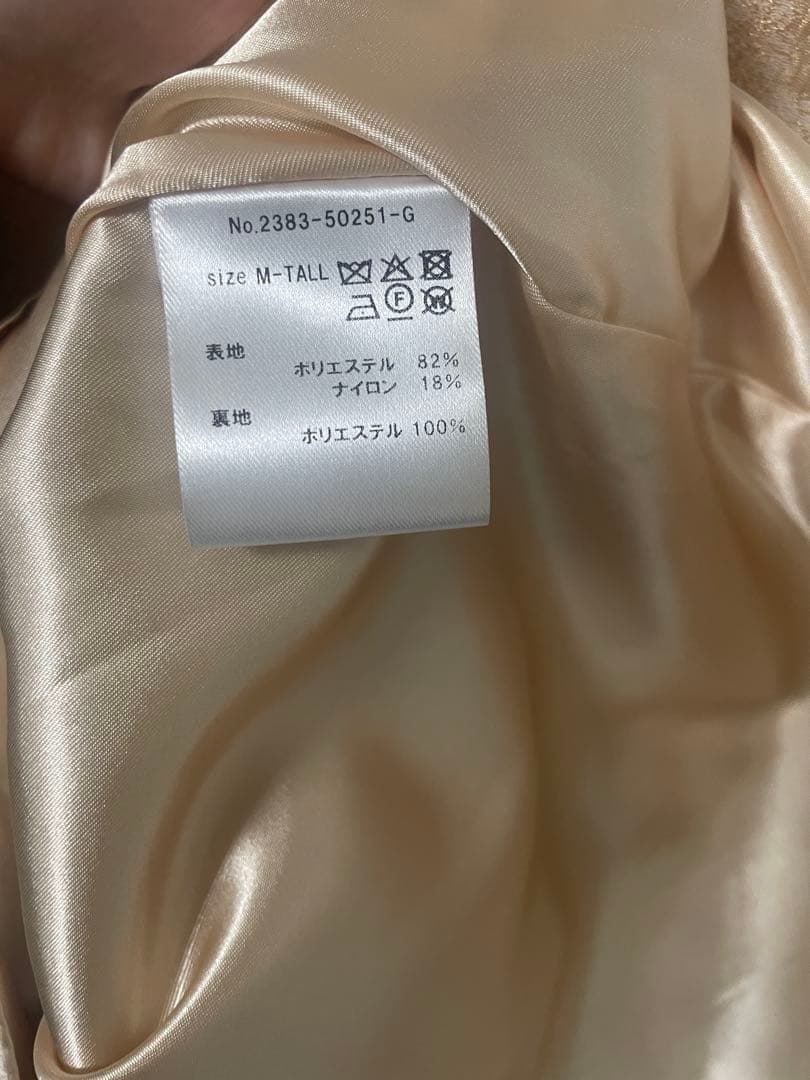 No.2383-50251-G
size M-TALL
F
W
表地
ポリエステル 82%
ナイロン 18%
裏地
ポリエステル 100%